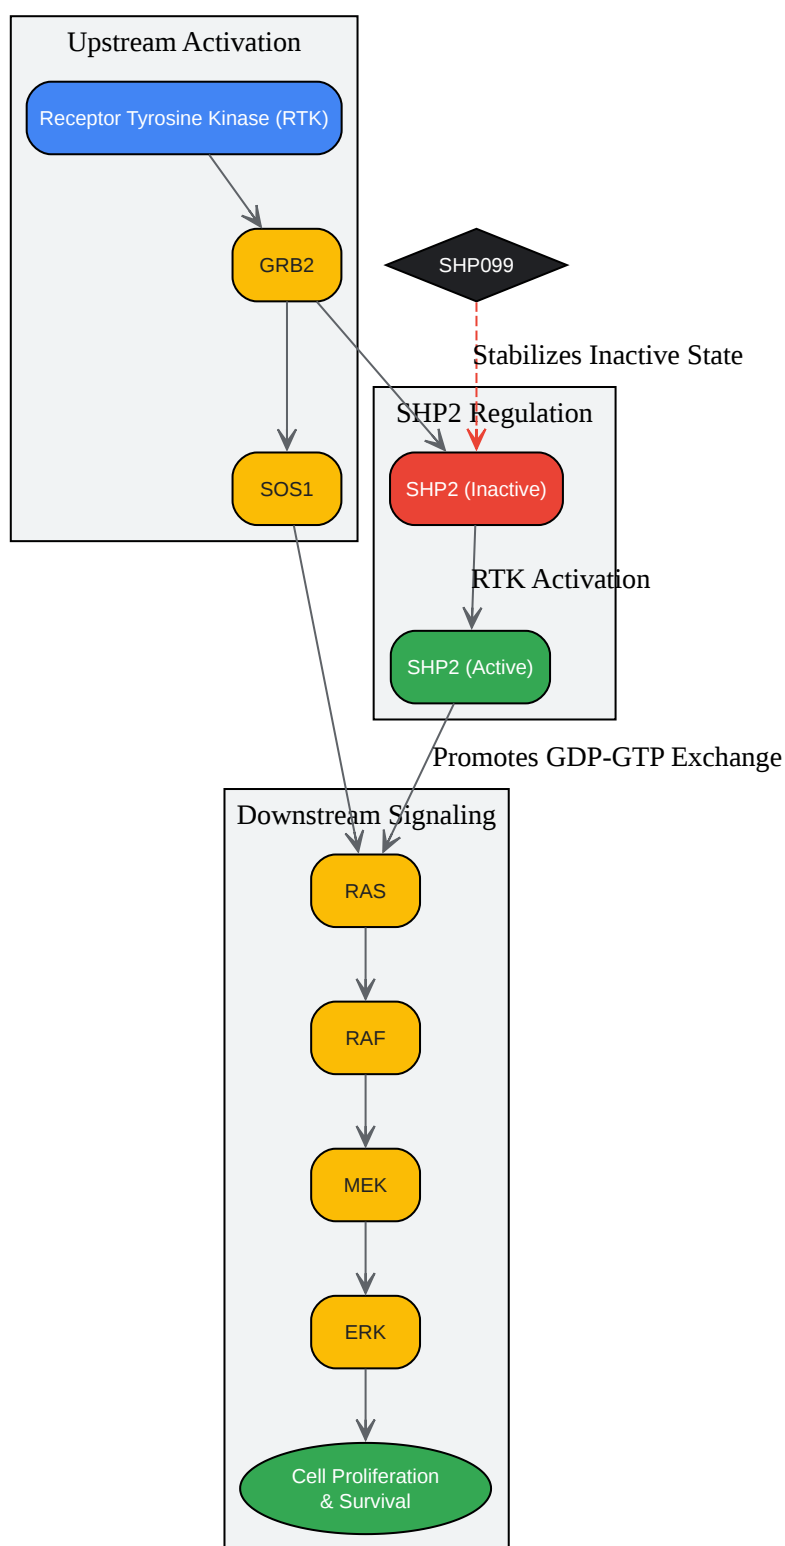 Upstream Activation
Receptor Tyrosine Kinase (RTK)
GRB2
SHP099
Stabilizes Inactive State
SHP2 Regulation
SOS1
SHP2 (Inactive)
RTK Activation
SHP2 (Active)
Promotes GDP-GTP Exchange
Downstream Signaling
RAS
RAF
MEK
ERK
Cell Proliferation
& Survival